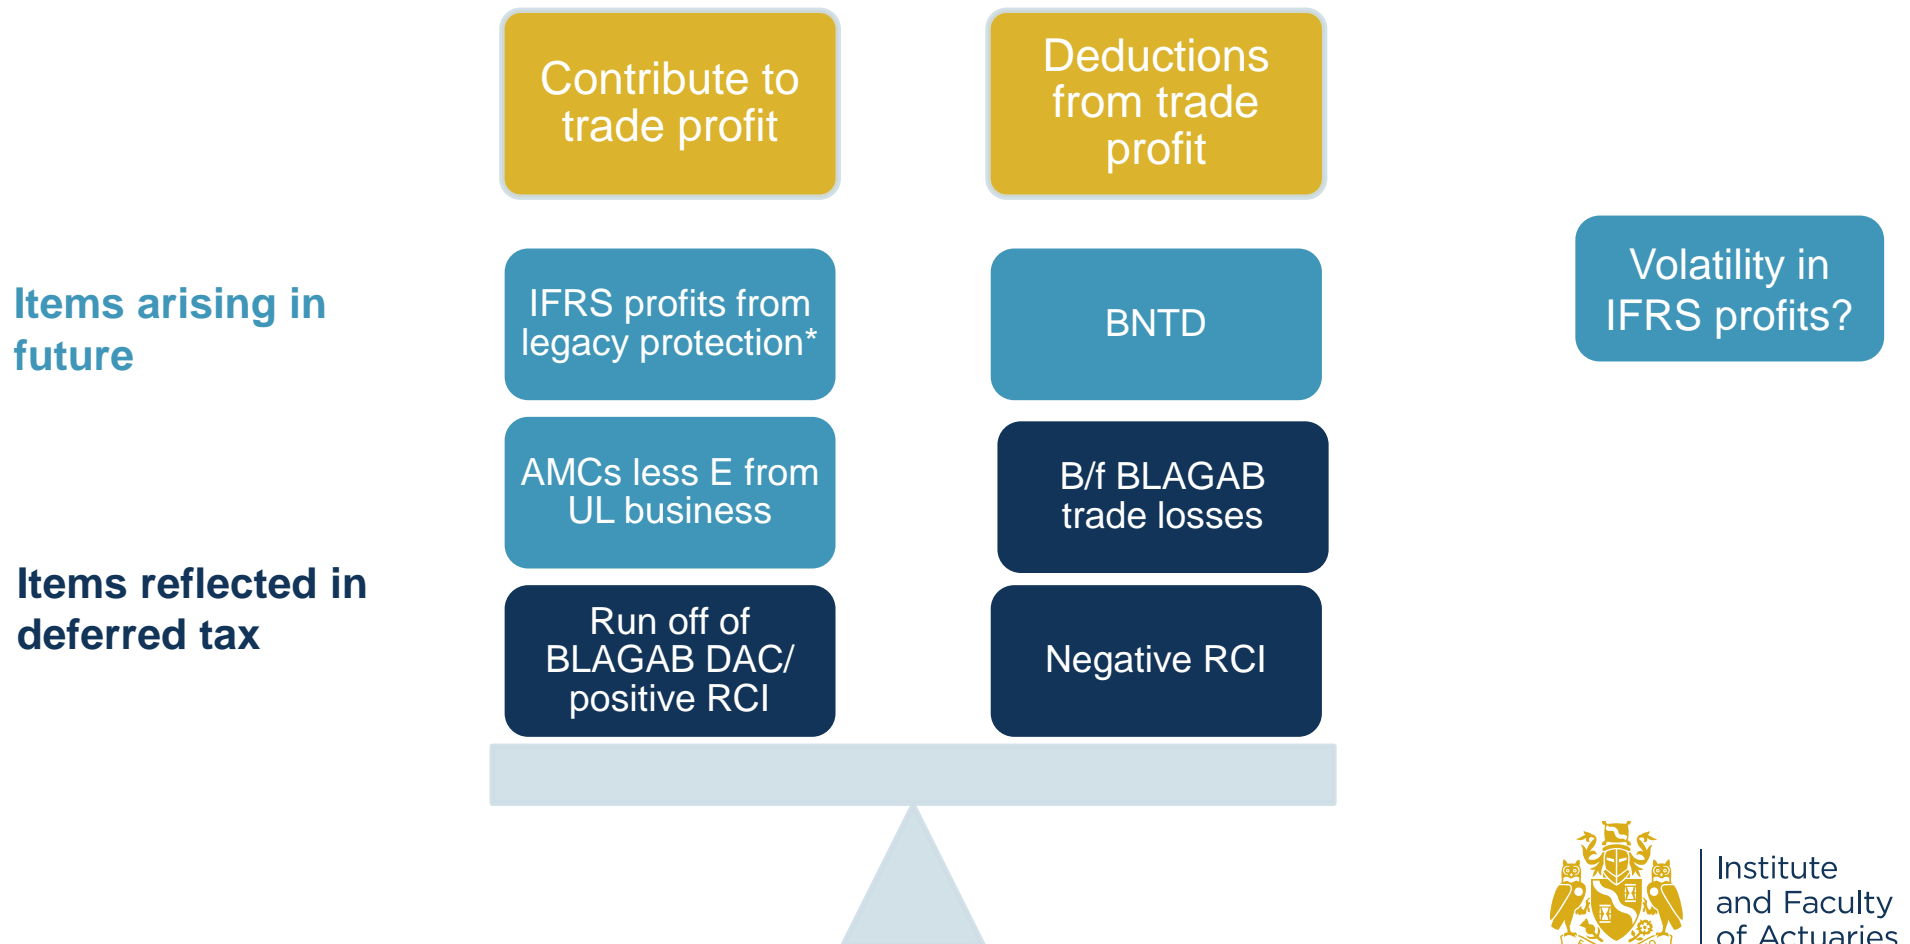 Contribute to
trade profit
Deductions
from trade
profit
Items arising in
future
IFRS profits from
legacy protection*
BNTD
Volatility in
IFRS profits?
AMCs less E from
UL business
B/f BLAGAB
trade losses
Items reflected in
deferred tax
Run off of
BLAGAB DAC/
positive RCI
Negative RCI
Institute
and Faculty
of Actuaries